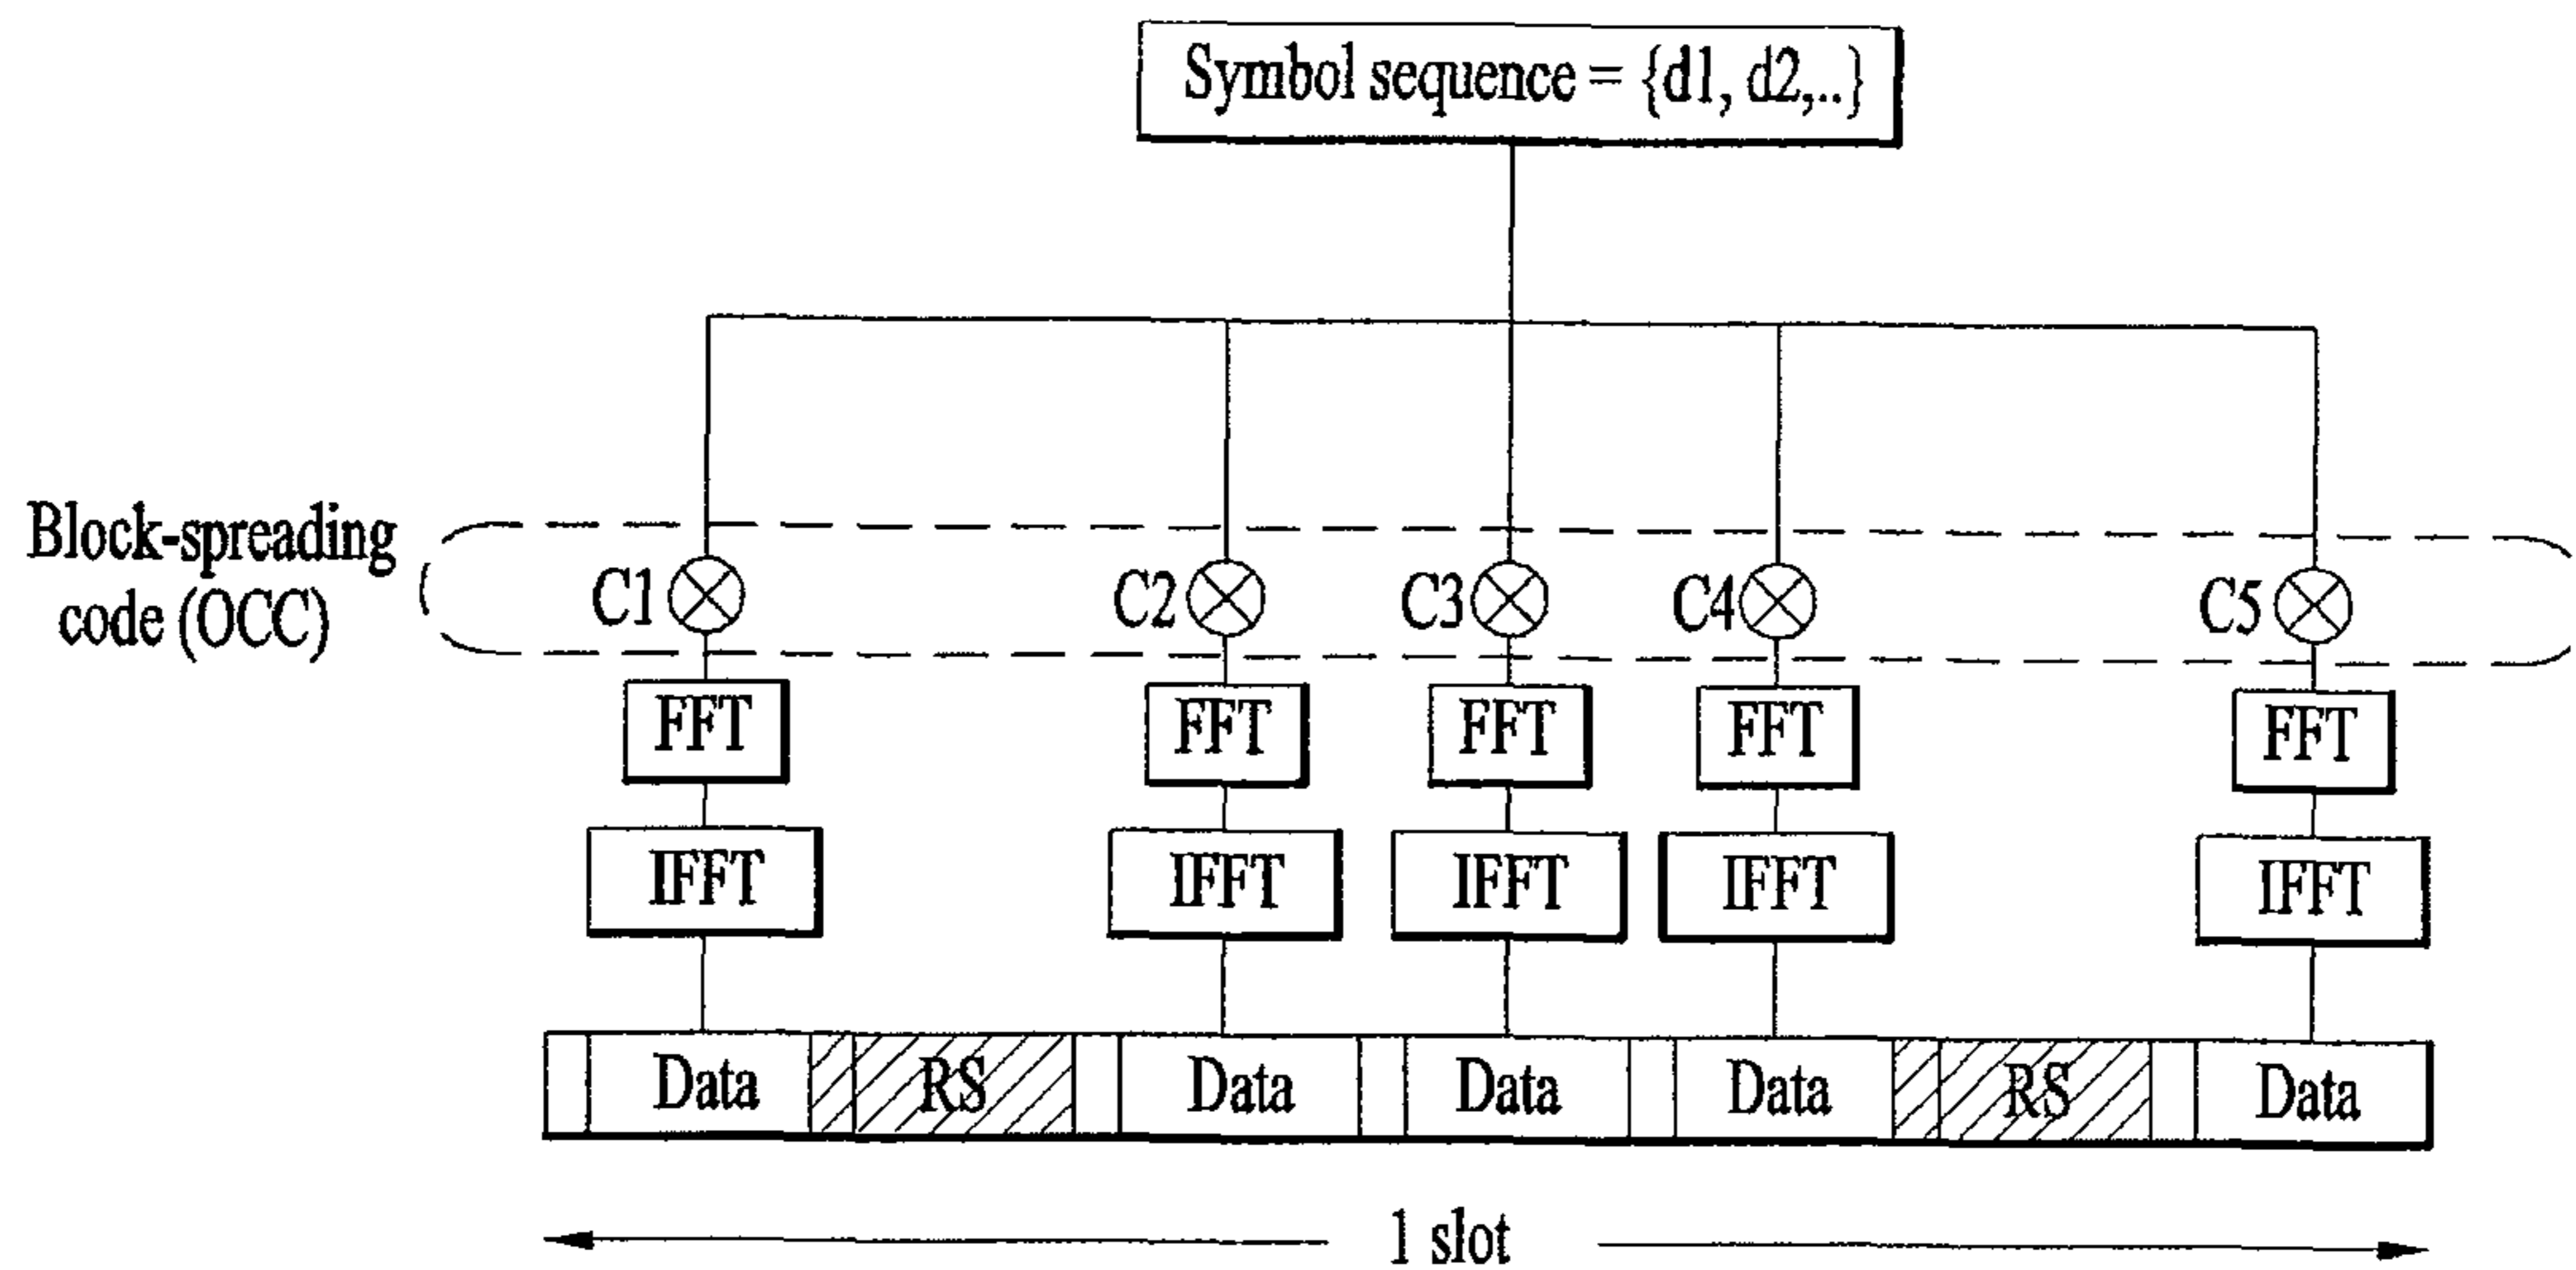 Symbol sequence = {d1, d2,..}
Block-spreading
code (OCC)
C1
C2
C3
C4
C5
FFT
FFT
FFT
FFT
FFT
IFFT
IFFT
IFFT
IFFT
IFFT
Data
RS
Data
Data
Data
RS
Data
1 slot